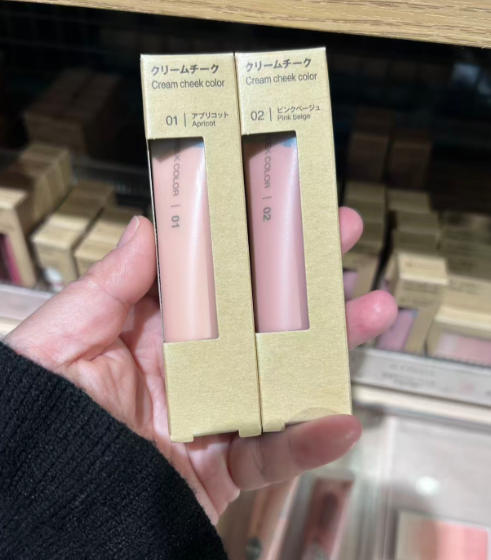 クリームチーク
Cream cheek color
01 | アプリコット
Apricot
COLOR | 01
クリームチーク
Cream cheek color
02 | ピンクベージュ
Pink beige
COLOR | 02